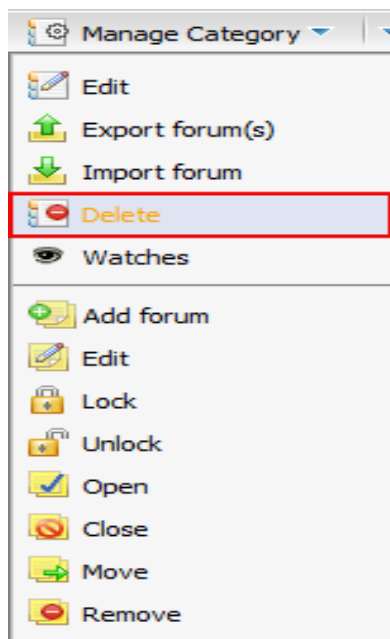 Manage Category
Edit
Export forum(s)
Import forum
Delete
Watches
Add forum
Edit
Lock
Unlock
Open
Close
Move
Remove